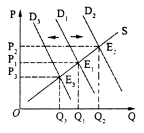 P
D₃
D₁
D₂
S
P₂
P₁
P₃
E₂
E₁
E₃
O
Q₃
Q₁
Q₂
Q